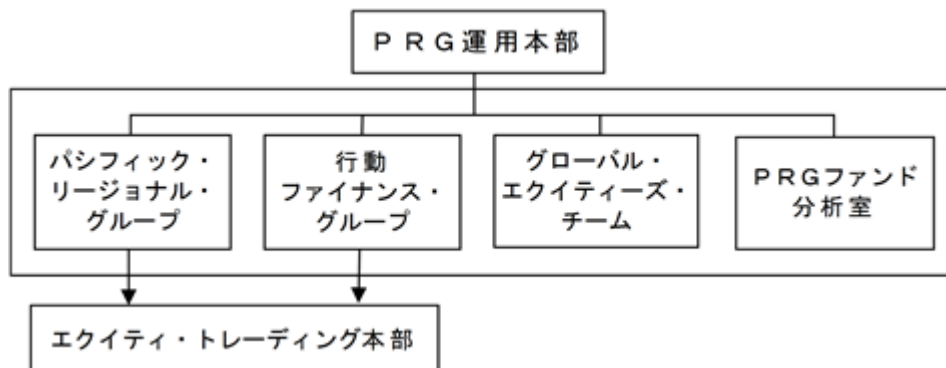 ＰＲＧ運用本部
パシフィック・
リージョナル・
グループ
行動
ファイナンス・
グループ
グローバル・
エクイティーズ・
チーム
ＰＲＧファンド
分析室
エクイティ・トレーディング本部